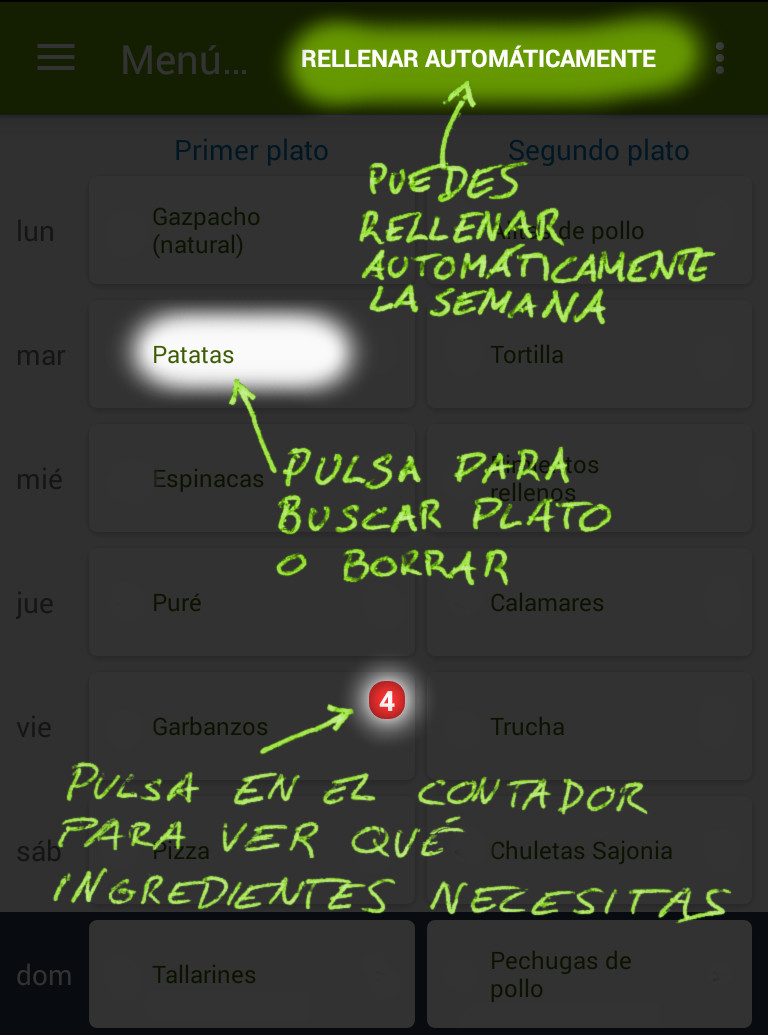 Menú...
RELLENAR AUTOMÁTICAMENTE
Primer plato
Segundo plato
PUEDES
RELLENAR
AUTOMÁTICAMENTE
LA SEMANA
lun
Gazpacho
(natural)
de pollo
mar
Patatas
Tortilla
PULSA PARA
BUSCAR PLATO
O BORRAR
mié
Espinacas
rellenos
jue
Puré
Calamares
vie
Garbanzos
4
Trucha
PULSA EN EL CONTADOR
PARA VER QUÉ
INGREDIENTES NECESITAS
sáb
Pizza
Chuletas Sajonia
dom
Tallarines
Pechugas de
pollo